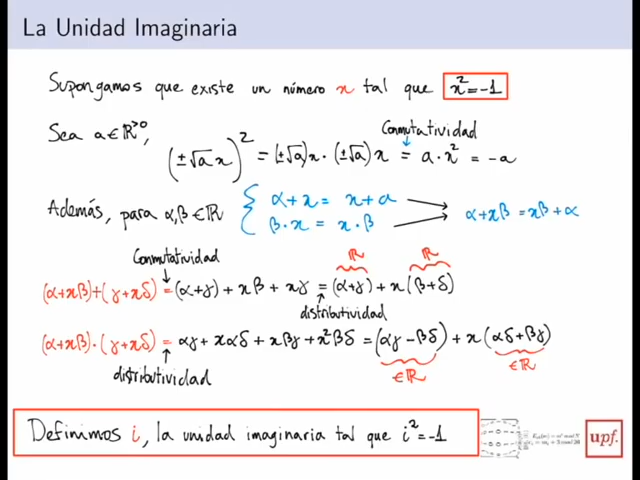 La Unidad Imaginaria
Supongamos que existe un número x tal que x²=-1
Sea a∈ℝ>0,
Conmutatividad
(±√a x)² = (±√a)x · (±√a)x = a·x² = -a
Además, para α,β∈ℝ { α+x = x+α
β·x = x·β
α+xβ = xβ+α
Conmutatividad
ℝ ℝ
(α+xβ)+(γ+xδ) = (α+γ) + xβ + xγ = (α+γ) + x(β+δ)
distributividad
(α+xβ)·(γ+xδ) = αγ + xαδ + xβγ + x²βδ = (αγ - βδ) + x(αδ+βγ)
distributividad
∈ℝ ∈ℝ
Definimos i, la unidad imaginaria tal que i²=-1
upf.